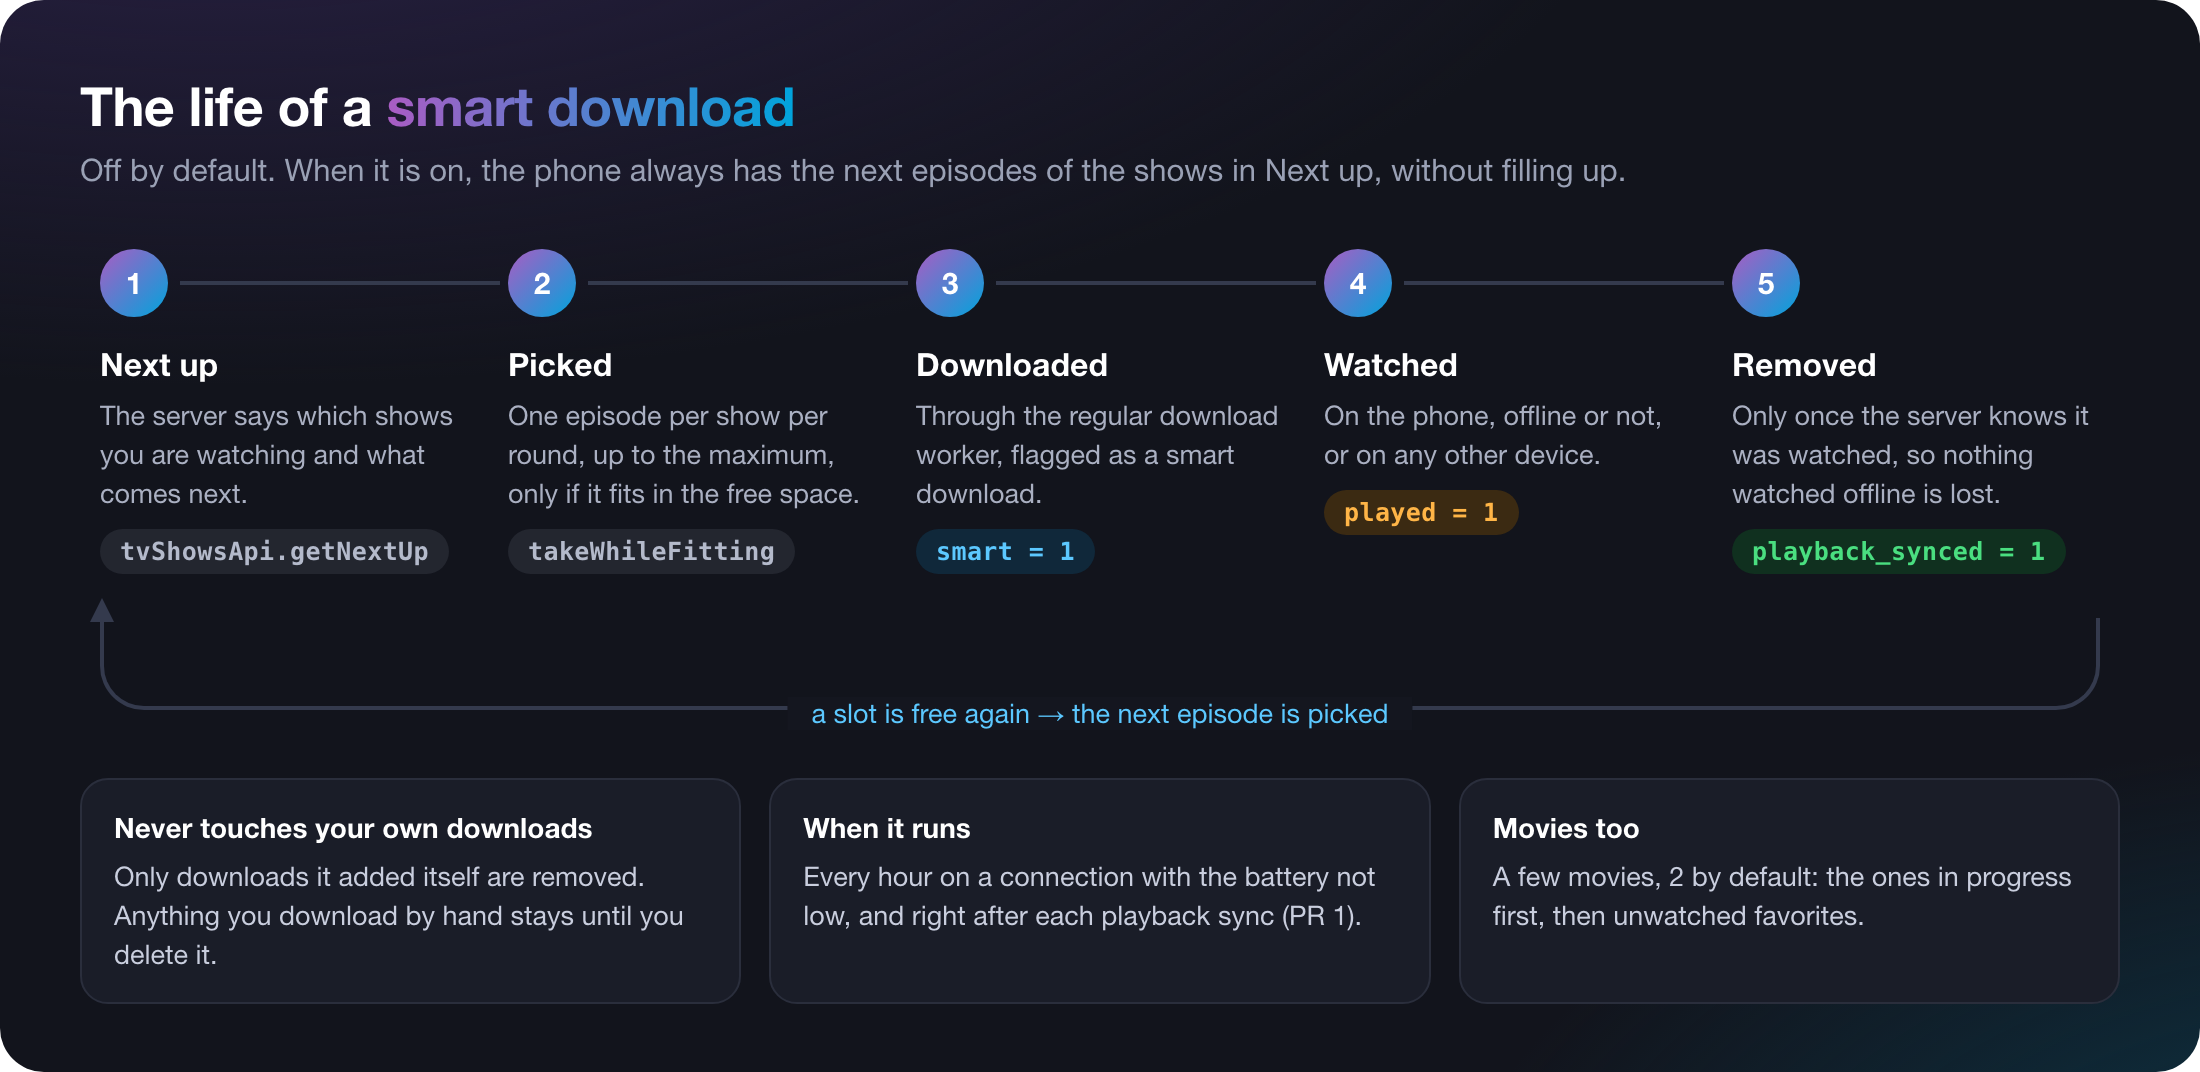 The life of a smart download
Off by default. When it is on, the phone always has the next episodes of the shows in Next up, without filling up.
1
2
3
4
5
Next up
The server says which shows
you are watching and what
comes next.
tvShowsApi.getNextUp
Picked
One episode per show per
round, up to the maximum,
only if it fits in the free space.
takeWhileFitting
Downloaded
Through the regular download
worker, flagged as a smart
download.
smart = 1
Watched
On the phone, offline or not,
or on any other device.
played = 1
Removed
Only once the server knows it
was watched, so nothing
watched offline is lost.
playback_synced = 1
a slot is free again → the next episode is picked
Never touches your own downloads
Only downloads it added itself are removed.
Anything you download by hand stays until you
delete it.
When it runs
Every hour on a connection with the battery not
low, and right after each playback sync (PR 1).
Movies too
A few movies, 2 by default: the ones in progress
first, then unwatched favorites.